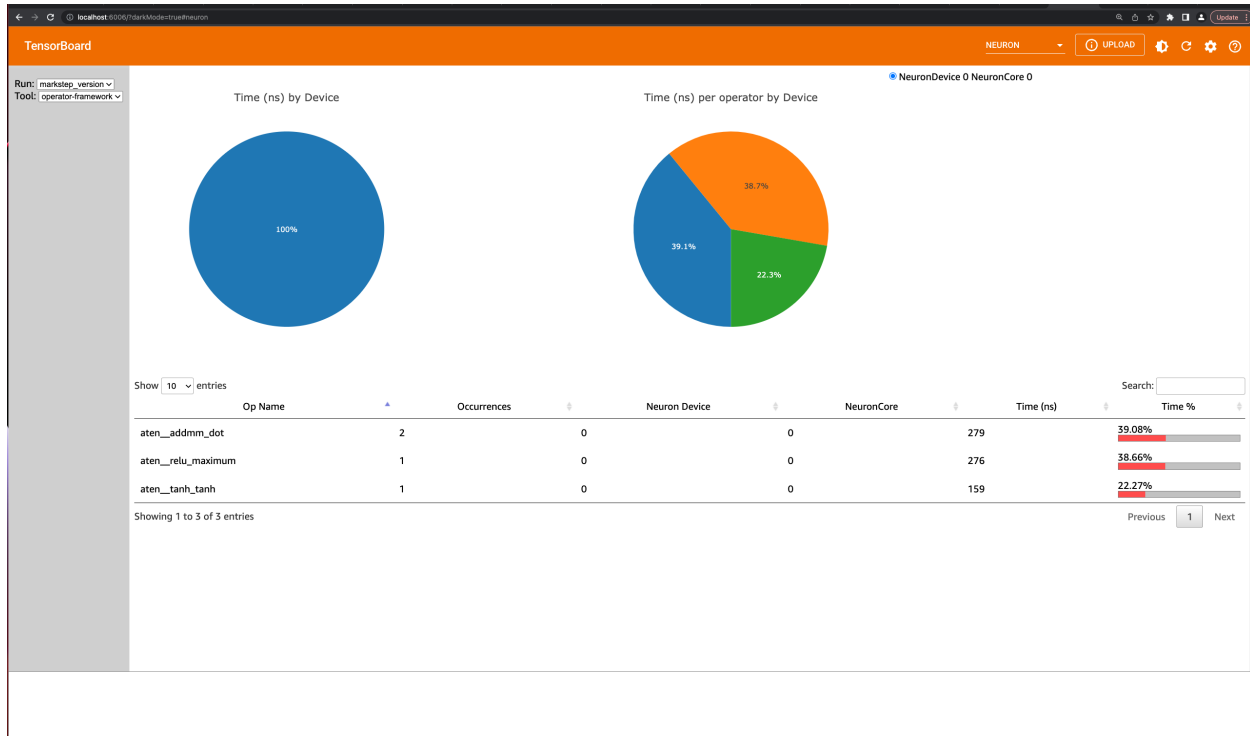 localhost:6006/?darkMode=true#neuron
Update
TensorBoard
NEURON
UPLOAD
Run: markstep_version
Tool: operator-framework
NeuronDevice 0 NeuronCore 0
Time (ns) by Device
Time (ns) per operator by Device
100%
38.7%
39.1%
22.3%
Show 10 entries
Search:
Op Name Occurrences Neuron Device NeuronCore Time (ns) Time %
aten__addmm_dot 2 0 0 279 39.08%
aten__relu_maximum 1 0 0 276 38.66%
aten__tanh_tanh 1 0 0 159 22.27%
Showing 1 to 3 of 3 entries
Previous 1 Next